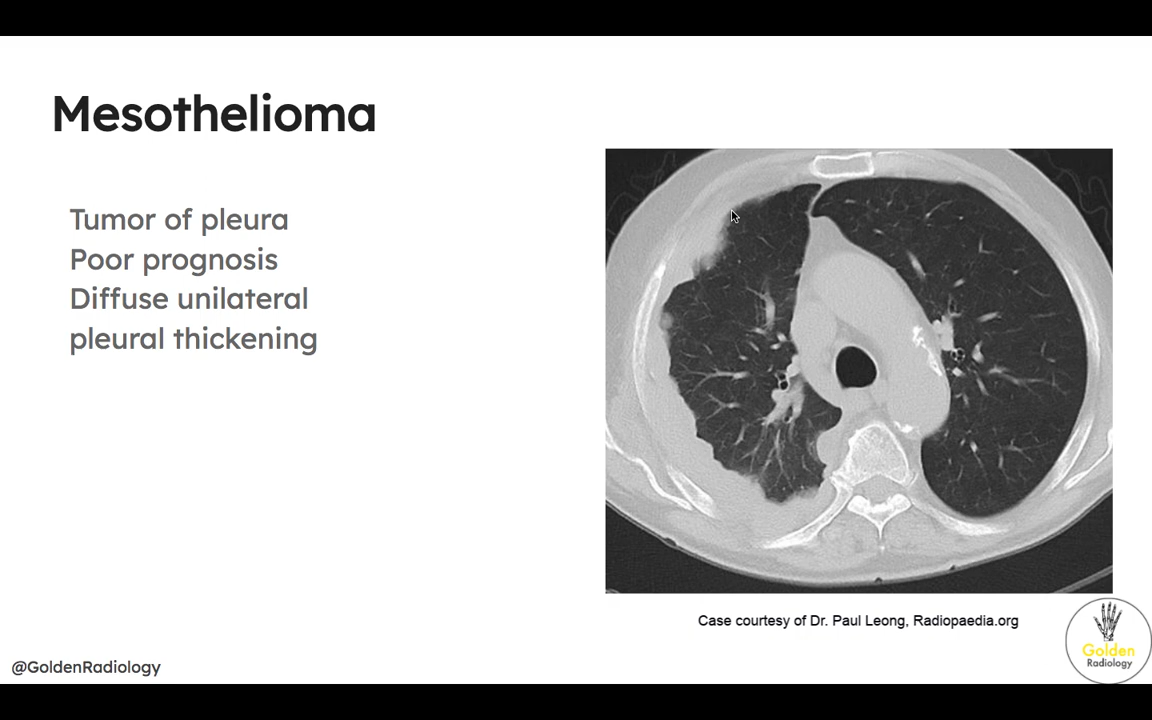 Mesothelioma
Tumor of pleura
Poor prognosis
Diffuse unilateral
pleural thickening
Case courtesy of Dr. Paul Leong, Radiopaedia.org
Golden
Radiology
@GoldenRadiology